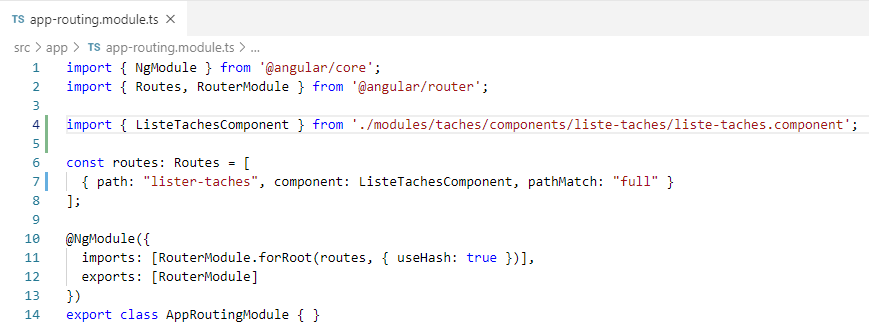 TS app-routing.module.ts ×
src > app > TS app-routing.module.ts > ...
1 import { NgModule } from '@angular/core';
2 import { Routes, RouterModule } from '@angular/router';
3
4 import { ListeTachesComponent } from './modules/taches/components/liste-taches/liste-taches.component';
5
6 const routes: Routes = [
7   { path: "lister-taches", component: ListeTachesComponent, pathMatch: "full" }
8 ];
9
10 @NgModule({
11   imports: [RouterModule.forRoot(routes, { useHash: true })],
12   exports: [RouterModule]
13 })
14 export class AppRoutingModule { }